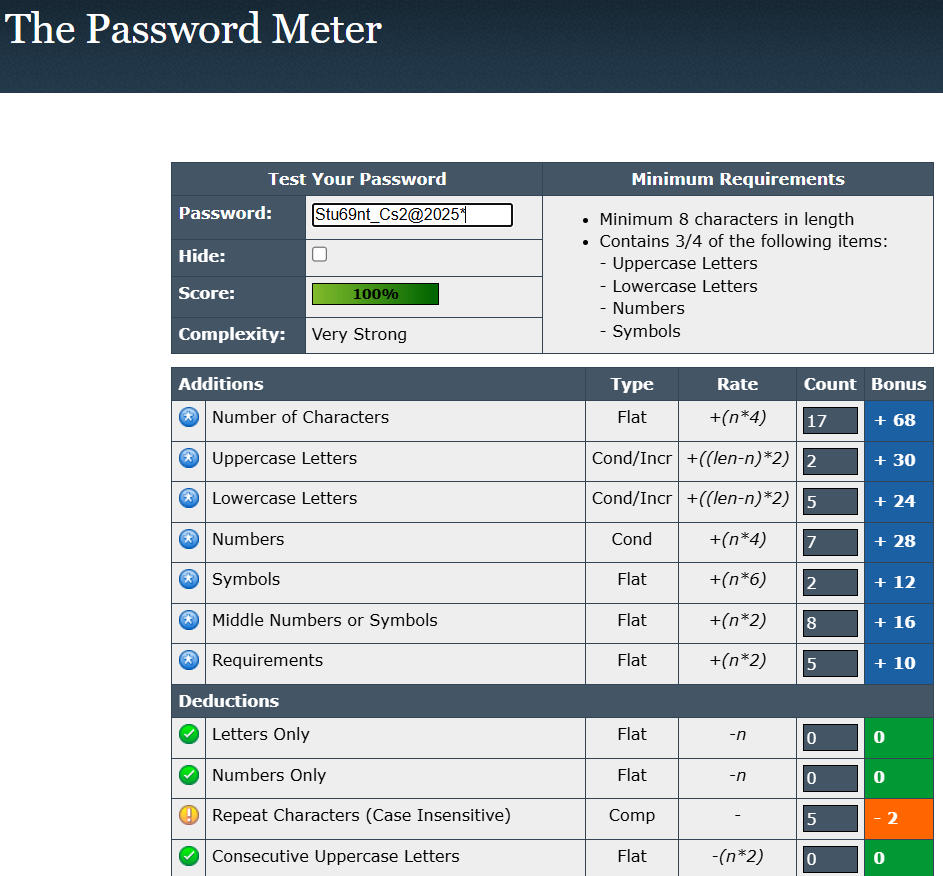 The Password Meter
Test Your Password Minimum Requirements
Password: Stu69nt_Cs2@2025*
• Minimum 8 characters in length
• Contains 3/4 of the following items:
- Uppercase Letters
- Lowercase Letters
- Numbers
- Symbols
Hide:
Score: 100%
Complexity: Very Strong
Additions Type Rate Count Bonus
Number of Characters Flat +(n*4) 17 + 68
Uppercase Letters Cond/Incr +((len-n)*2) 2 + 30
Lowercase Letters Cond/Incr +((len-n)*2) 5 + 24
Numbers Cond +(n*4) 7 + 28
Symbols Flat +(n*6) 2 + 12
Middle Numbers or Symbols Flat +(n*2) 8 + 16
Requirements Flat +(n*2) 5 + 10
Deductions
Letters Only Flat -n 0 0
Numbers Only Flat -n 0 0
Repeat Characters (Case Insensitive) Comp - 5 - 2
Consecutive Uppercase Letters Flat -(n*2) 0 0